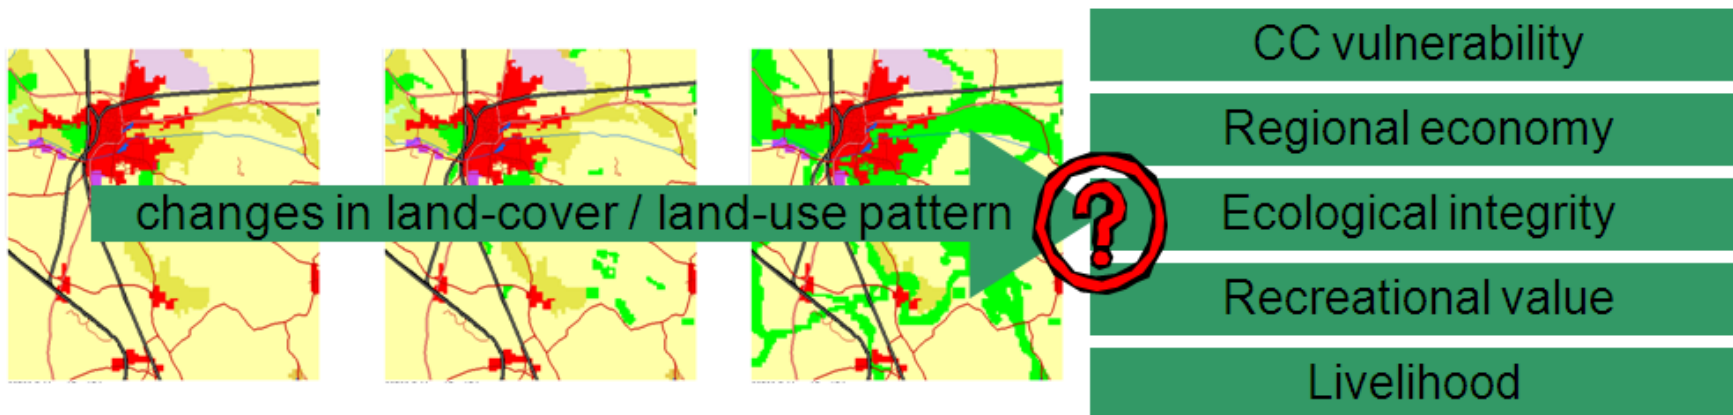 CC vulnerability
Regional economy
changes in land-cover / land-use pattern
?
Ecological integrity
Recreational value
Livelihood